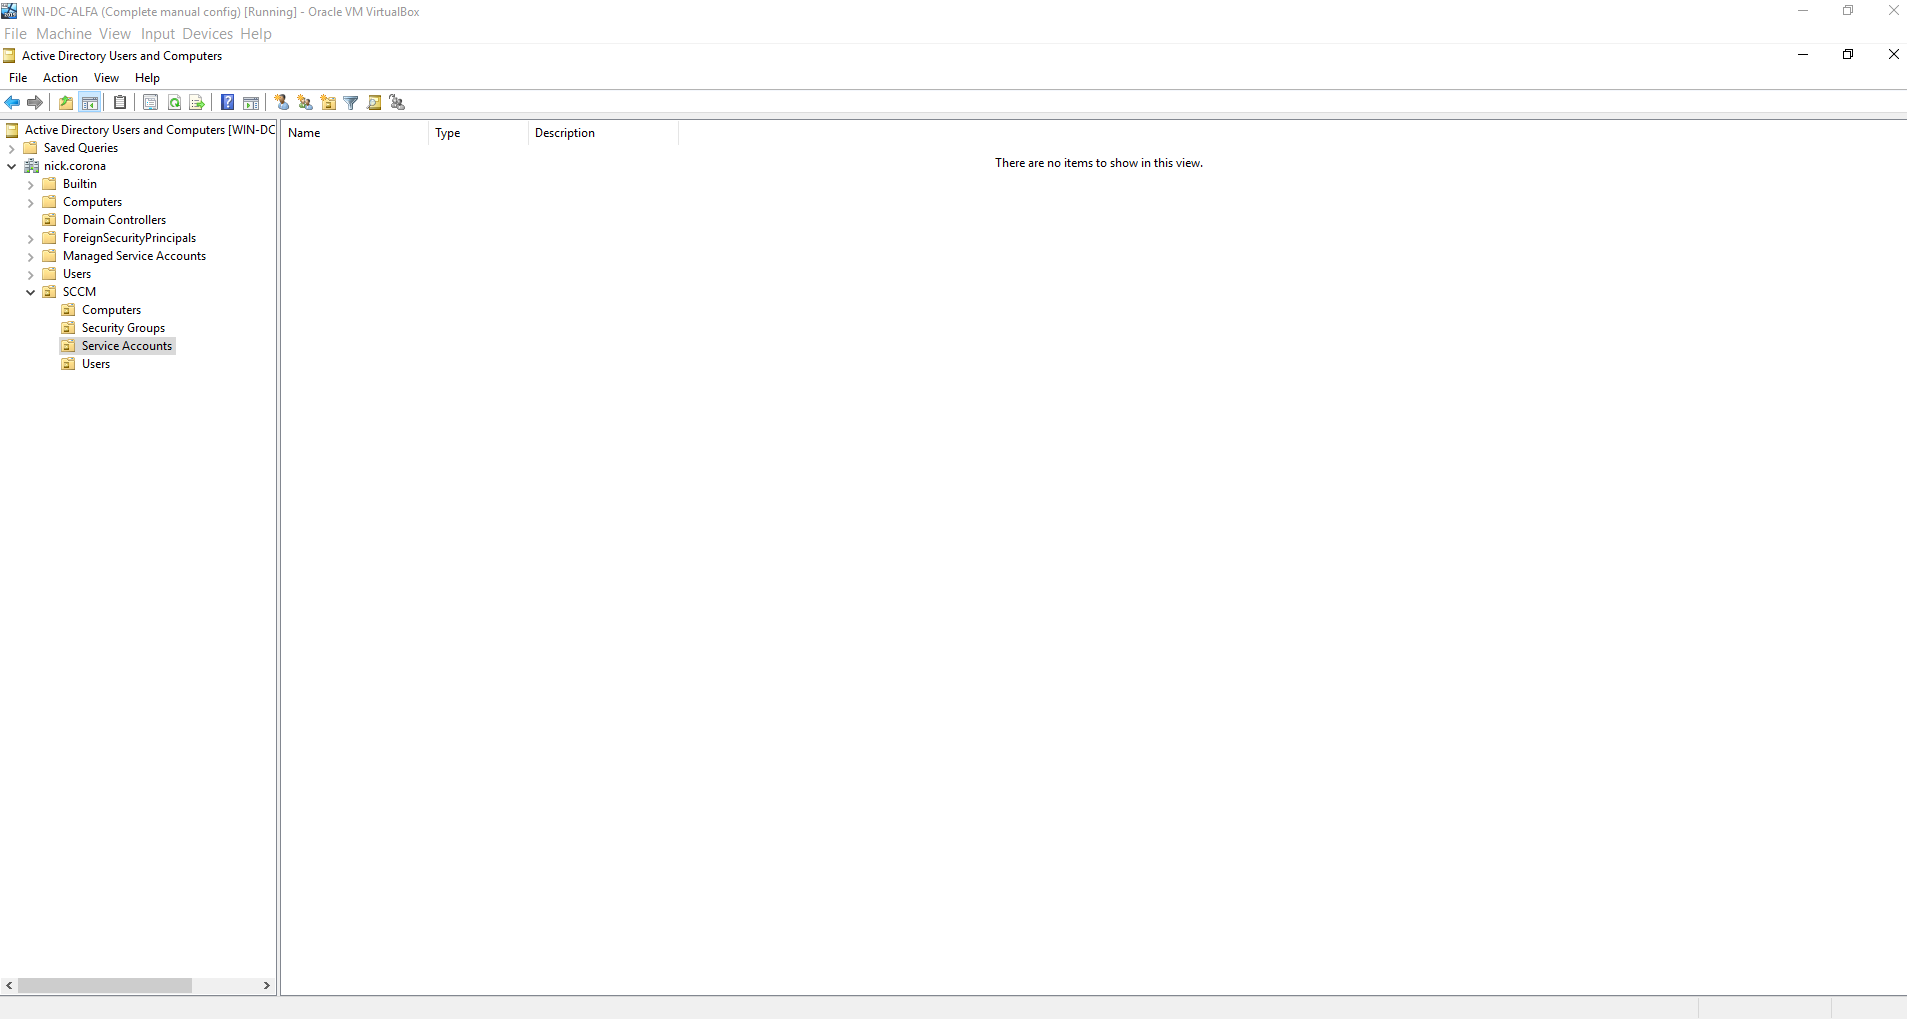 WIN-DC-ALFA (Complete manual config) [Running] - Oracle VM VirtualBox
File Machine View Input Devices Help
Active Directory Users and Computers
File Action View Help
Active Directory Users and Computers [WIN-DC
Name Type Description
Saved Queries
There are no items to show in this view.
nick.corona
Builtin
Computers
Domain Controllers
ForeignSecurityPrincipals
Managed Service Accounts
Users
SCCM
Computers
Security Groups
Service Accounts
Users